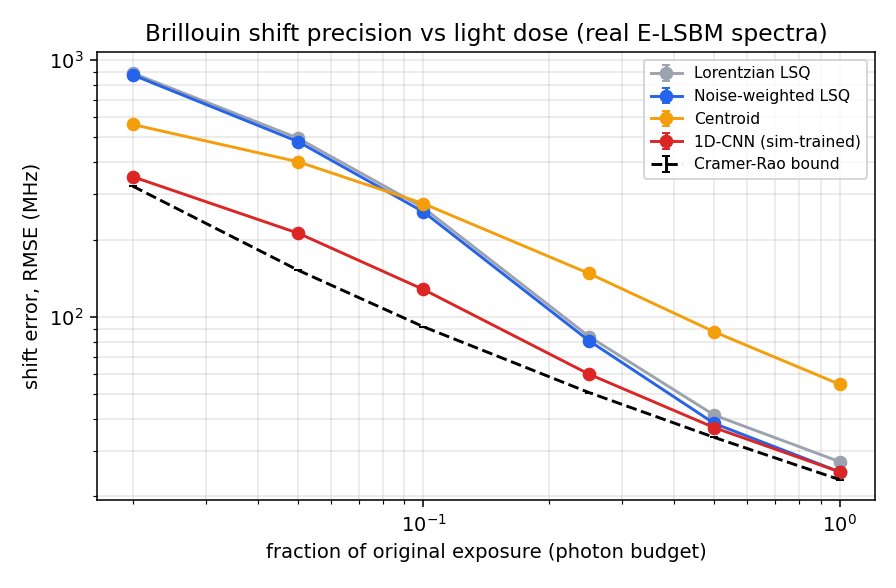 Brillouin shift precision vs light dose (real E-LSBM spectra)
shift error, RMSE (MHz)
10³
10²
Lorentzian LSQ
Noise-weighted LSQ
Centroid
1D-CNN (sim-trained)
Cramer-Rao bound
10⁻¹
10⁰
fraction of original exposure (photon budget)